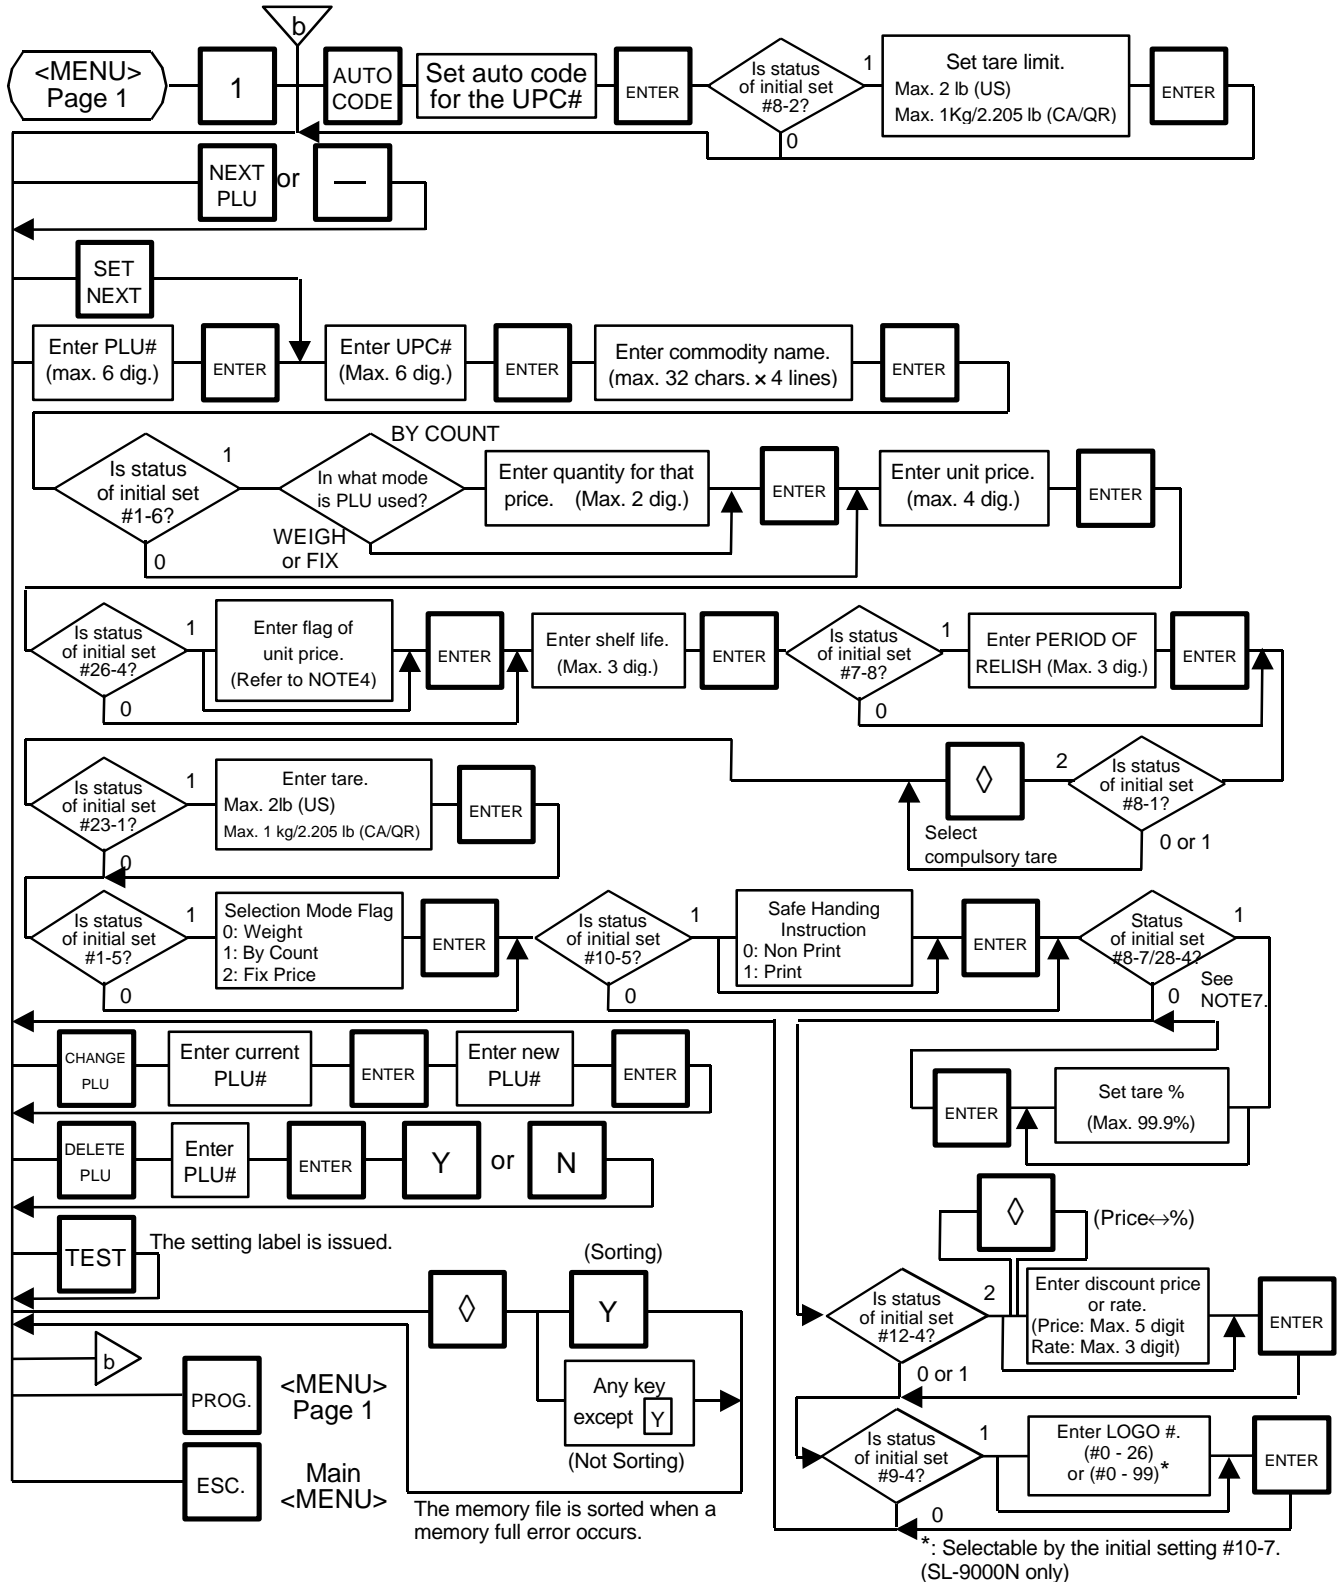 b
<MENU>
Page 1
1
AUTO
CODE
Set auto code
for the UPC#
ENTER
Is status
of initial set
#8-2?
1
0
Set tare limit.
Max. 2 lb (US)
Max. 1Kg/2.205 lb (CA/QR)
ENTER
NEXT
PLU
or
—
SET
NEXT
Enter PLU#
(max. 6 dig.)
ENTER
Enter UPC#
(Max. 6 dig.)
ENTER
Enter commodity name.
(max. 32 chars. × 4 lines)
ENTER
Is status
of initial set
#1-6?
1
0
BY COUNT
In what mode
is PLU used?
WEIGH
or FIX
Enter quantity for that
price. (Max. 2 dig.)
ENTER
Enter unit price.
(max. 4 dig.)
ENTER
Is status
of initial set
#26-4?
1
0
Enter flag of
unit price.
(Refer to NOTE4)
ENTER
Enter shelf life.
(Max. 3 dig.)
ENTER
Is status
of initial set
#7-8?
1
0
Enter PERIOD OF
RELISH (Max. 3 dig.)
ENTER
Is status
of initial set
#8-1?
2
0 or 1
◊
Select
compulsory tare
Is status
of initial set
#23-1?
1
0
Enter tare.
Max. 2lb (US)
Max. 1 kg/2.205 lb (CA/QR)
ENTER
Is status
of initial set
#1-5?
1
0
Selection Mode Flag
0: Weight
1: By Count
2: Fix Price
ENTER
Is status
of initial set
#10-5?
1
0
Safe Handing
Instruction
0: Non Print
1: Print
ENTER
Status
of initial set
#8-7/28-4?
1
0
See
NOTE7.
CHANGE
PLU
Enter current
PLU#
ENTER
Enter new
PLU#
ENTER
ENTER
Set tare %
(Max. 99.9%)
DELETE
PLU
Enter
PLU#
ENTER
Y
or
N
◊
(Price↔%)
TEST
The setting label is issued.
◊
(Sorting)
Y
Any key
except Y
(Not Sorting)
Is status
of initial set
#12-4?
2
0 or 1
Enter discount price
or rate.
(Price: Max. 5 digit
Rate: Max. 3 digit)
ENTER
b
PROG.
<MENU>
Page 1
Is status
of initial set
#9-4?
1
0
Enter LOGO #.
(#0 - 26)
or (#0 - 99)*
ENTER
ESC.
Main
<MENU>
The memory file is sorted when a
memory full error occurs.
*: Selectable by the initial setting #10-7.
(SL-9000N only)